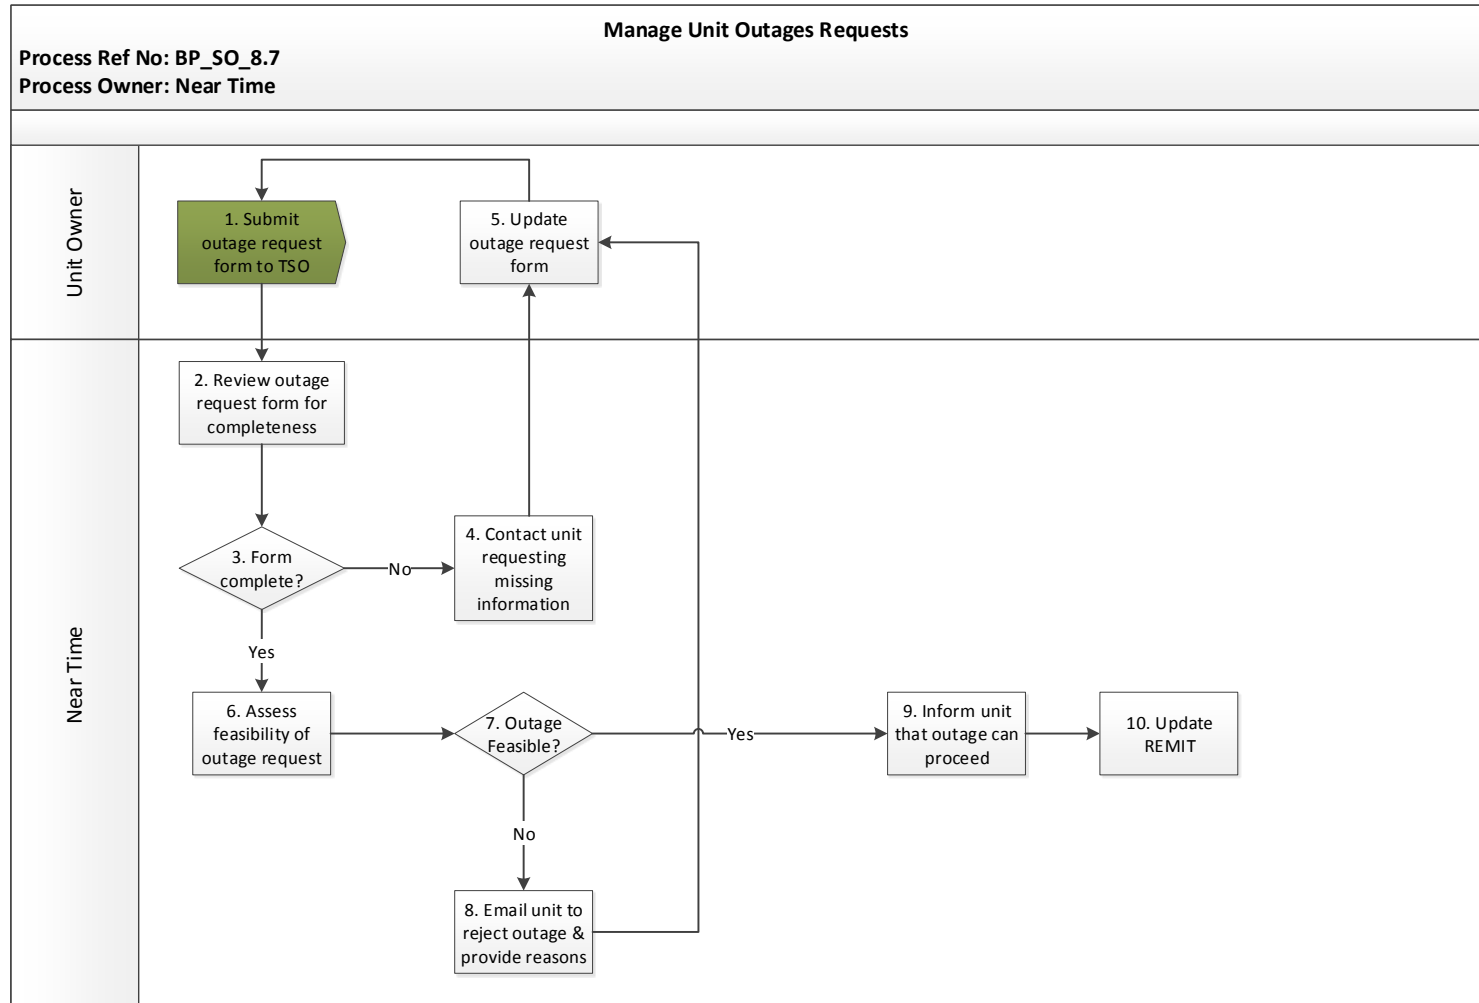 Manage Unit Outages Requests
Process Ref No: BP_SO_8.7
Process Owner: Near Time
Unit Owner
1. Submit
outage request
form to TSO
5. Update
outage request
form
Near Time
2. Review outage
request form for
completeness
3. Form
complete?
No
4. Contact unit
requesting
missing
information
Yes
6. Assess
feasibility of
outage request
7. Outage
Feasible?
Yes
9. Inform unit
that outage can
proceed
10. Update
REMIT
No
8. Email unit to
reject outage &
provide reasons